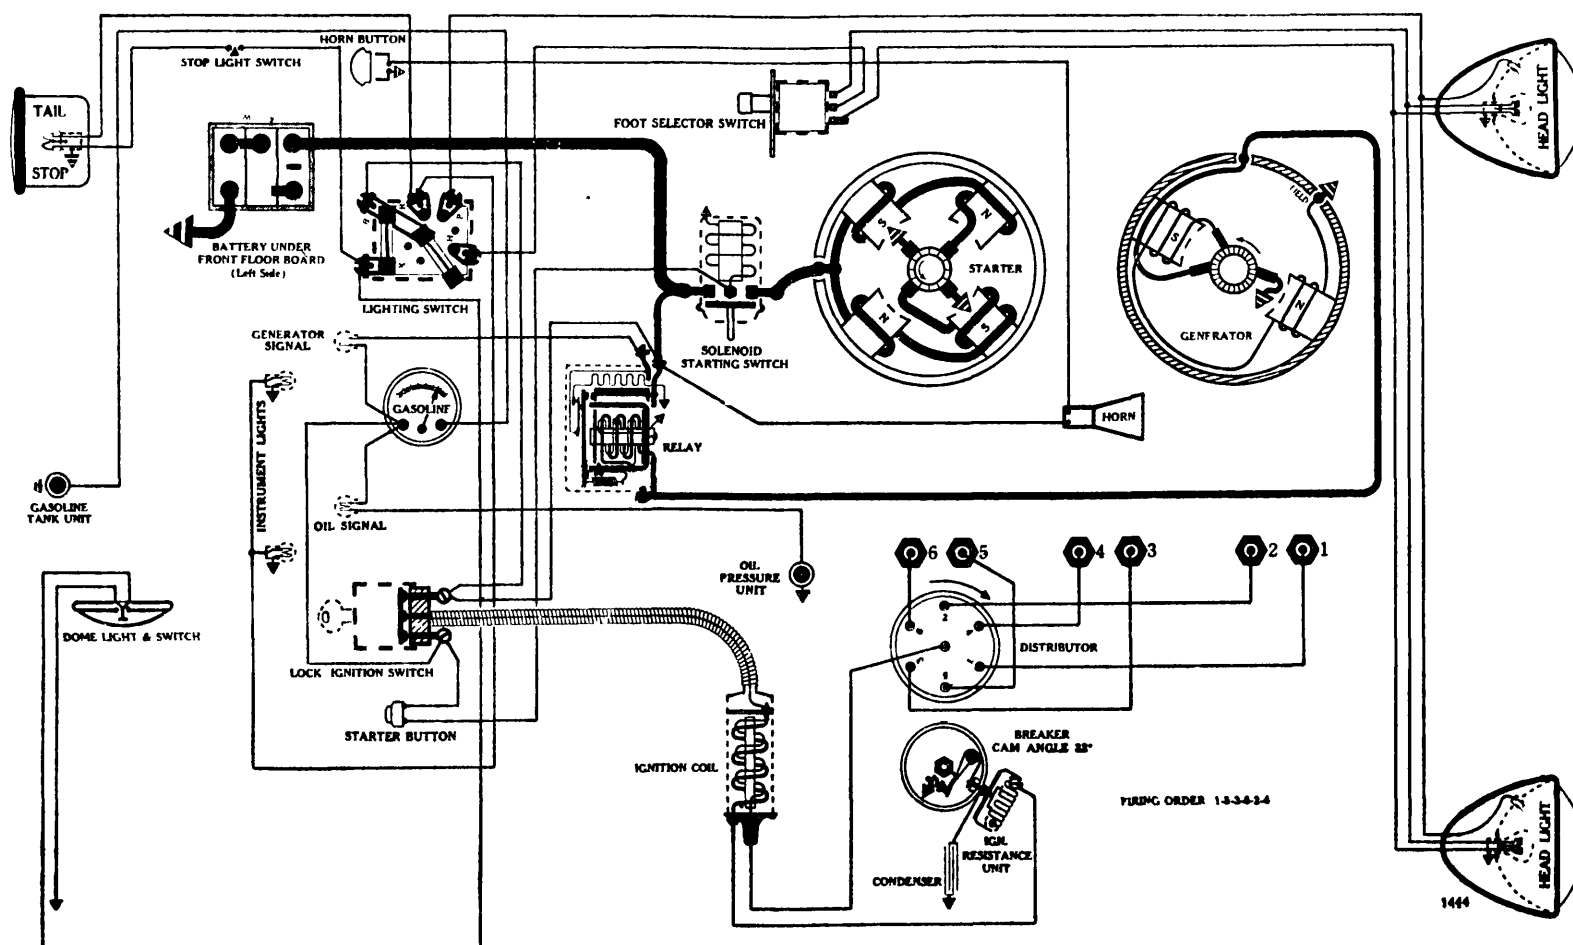 HORN BUTTON
STOP LIGHT SWITCH
TAIL
STOP
FOOT SELECTOR SWITCH
HEAD LIGHT
BATTERY UNDER
FRONT FLOOR BOARD
(Left Side)
LIGHTING SWITCH
FIELD
S
N
S
N
STARTER
S
N
GENFRATOR
GENERATOR
SIGNAL
SOLENOID
STARTING SWITCH
GASOLINF
INSTRUMENT LIGHTS
RELAY
HORN
GASOLINE
TANK UNIT
OIL SIGNAL
OIL
PRESSURE
UNIT
6 5 4 3 2 1
DOME LIGHT & SWITCH
LOCK IGNITION SWITCH
DISTRIBUTOR
STARTER BUTTON
BREAKER
CAM ANGLE
IGNITION COIL
FIRING ORDER
IGN.
RESISTANCE
UNIT
CONDENSER
HEAD LIGHT
1444